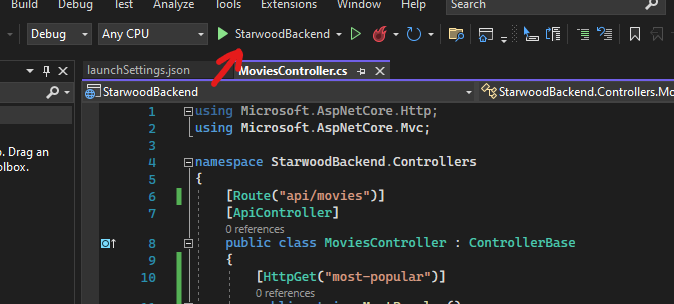 Build Debug Test Analyze Tools Extensions Window Help
Debug Any CPU StarwoodBackend
launchSettings.json MoviesController.cs
StarwoodBackend StarwoodBackend.Controllers.Mo
1 using Microsoft.AspNetCore.Http;
2 using Microsoft.AspNetCore.Mvc;
3
4 namespace StarwoodBackend.Controllers
5 {
6 [Route("api/movies")]
7 [ApiController]
0 references
8 public class MoviesController : ControllerBase
9 {
10 [HttpGet("most-popular")]
0 references
o. Drag an
olbox.